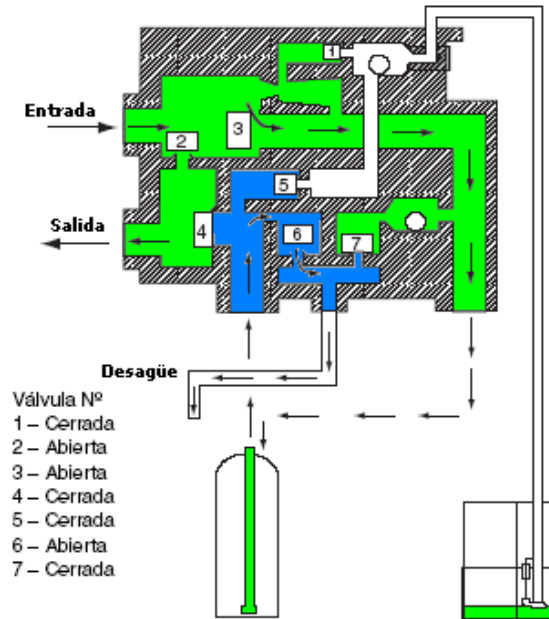 1
Entrada
3
2
5
Salida
4
6
7
Desagüe
Válvula Nº
1 – Cerrada
2 – Abierta
3 – Abierta
4 – Cerrada
5 – Cerrada
6 – Abierta
7 – Cerrada